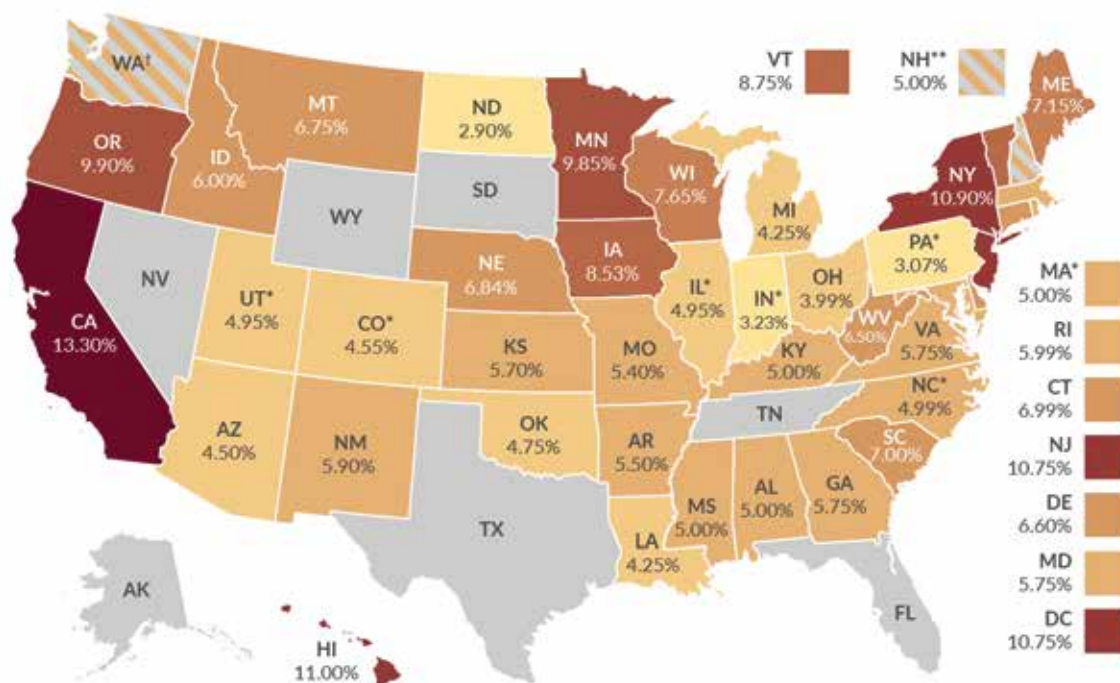 WA†
VT
8.75%
NH**
5.00%
ME
7.15%
MT
6.75%
ND
2.90%
MN
9.85%
OR
9.90%
ID
6.00%
WI
7.65%
NY
10.90%
SD
WY
MI
4.25%
IA
8.53%
PA*
3.07%
NE
6.84%
NV
UT*
4.95%
CO*
4.55%
IL*
4.95%
IN*
3.23%
OH
3.99%
WV
6.50%
VA
5.75%
CA
13.30%
KS
5.70%
MO
5.40%
KY
5.00%
NC*
4.99%
TN
AZ
4.50%
NM
5.90%
OK
4.75%
AR
5.50%
SC
7.00%
MS
5.00%
AL
5.00%
GA
5.75%
TX
LA
4.25%
FL
AK
HI
11.00%
MA*
5.00%
RI
5.99%
CT
6.99%
NJ
10.75%
DE
6.60%
MD
5.75%
DC
10.75%